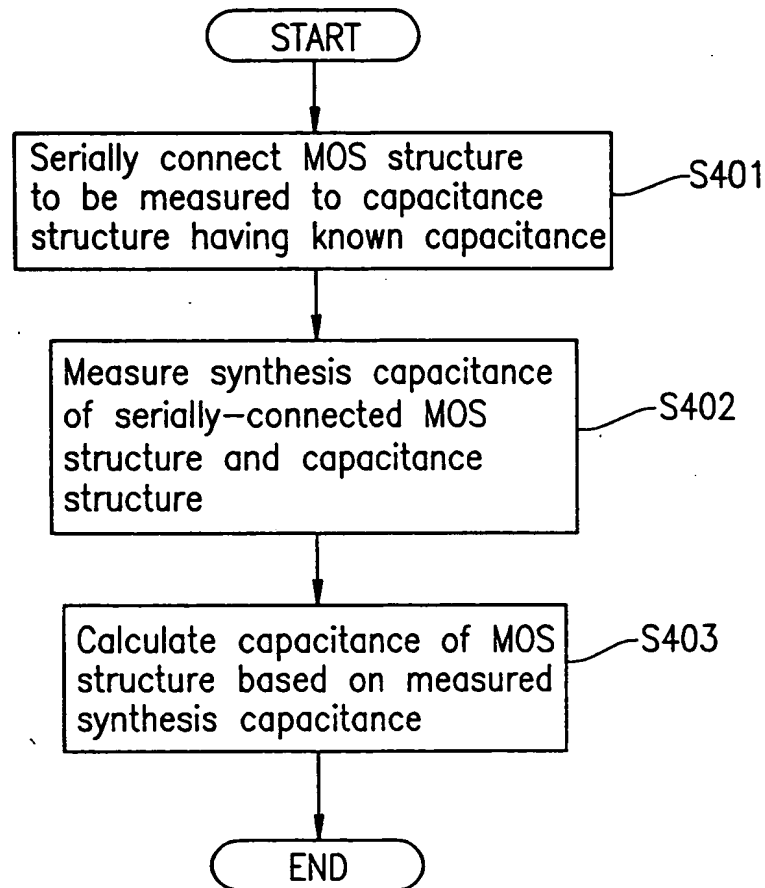 START
Serially connect MOS structure
to be measured to capacitance
structure having known capacitance
S401
Measure synthesis capacitance
of serially-connected MOS
structure and capacitance
structure
S402
Calculate capacitance of MOS
structure based on measured
synthesis capacitance
S403
END